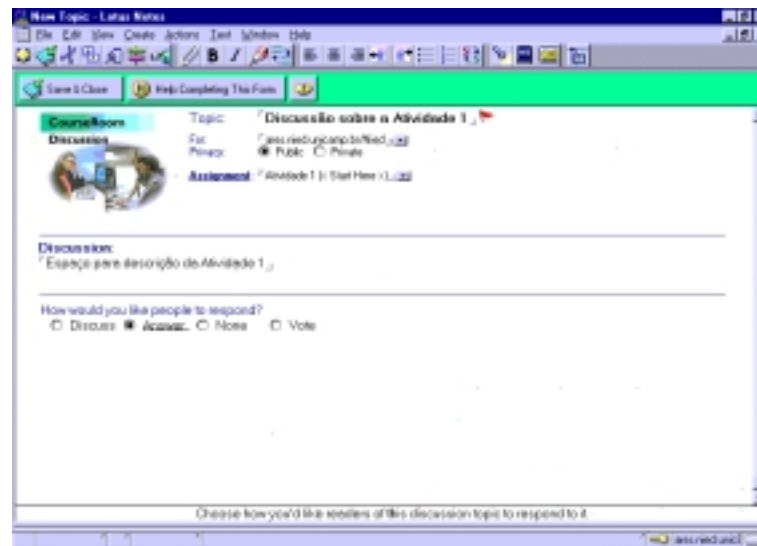 New Topic - Lotus Notes
File Edit View Create Actions Text Window Help
Save & Close Help Completing This Form
CourseRoom
Discussion
Topic: Discussão sobre a Atividade 1
For:
Privacy: Public Private
Assignment: Atividade 1 (< Start Here >)
Discussion:
Espaço para descrição da Atividade 1
How would you like people to respond?
Discuss Answer None Vote
Choose how you'd like readers of this discussion topic to respond to it.